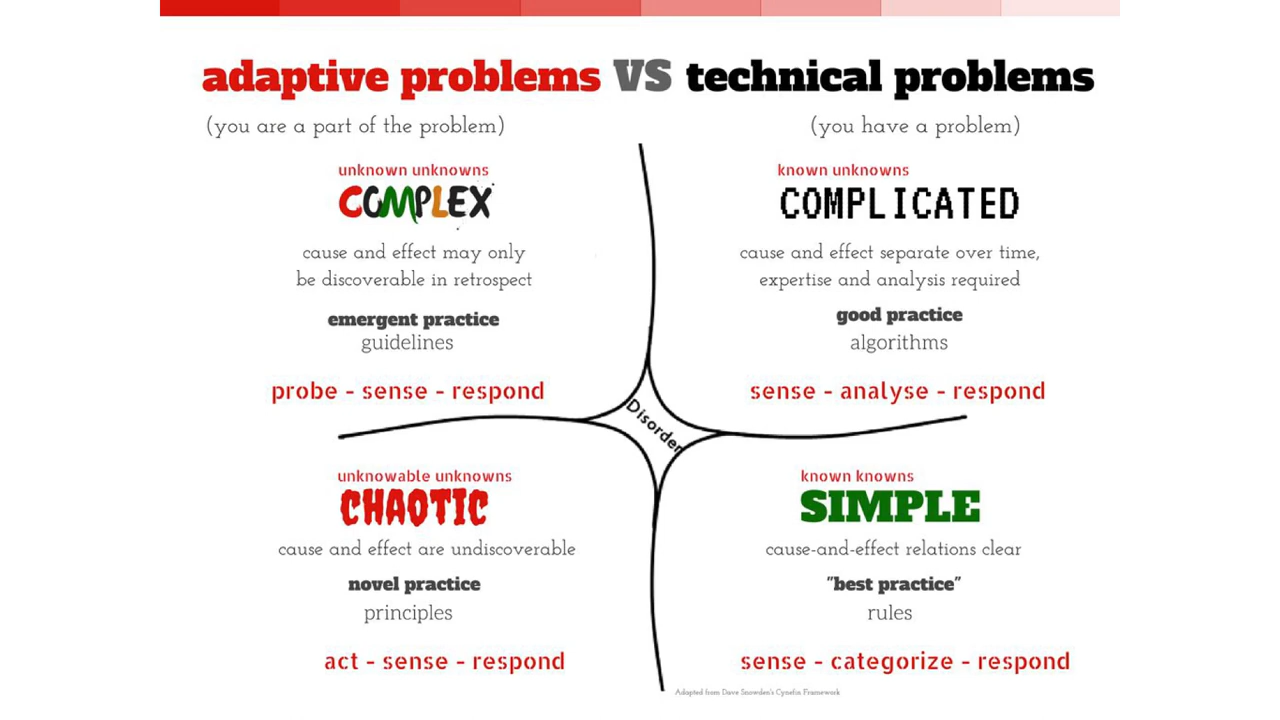 adaptive problems VS technical problems
(you are a part of the problem)
(you have a problem)
unknown unknowns
COMPLEX
cause and effect may only
be discoverable in retrospect
emergent practice
guidelines
probe - sense - respond
known unknowns
COMPLICATED
cause and effect separate over time,
expertise and analysis required
good practice
algorithms
sense - analyse - respond
Disorder
unknowable unknowns
CHAOTIC
cause and effect are undiscoverable
novel practice
principles
act - sense - respond
known knowns
SIMPLE
cause-and-effect relations clear
"best practice"
rules
sense - categorize - respond
Adapted from Dave Snowden's Cynefin Framework